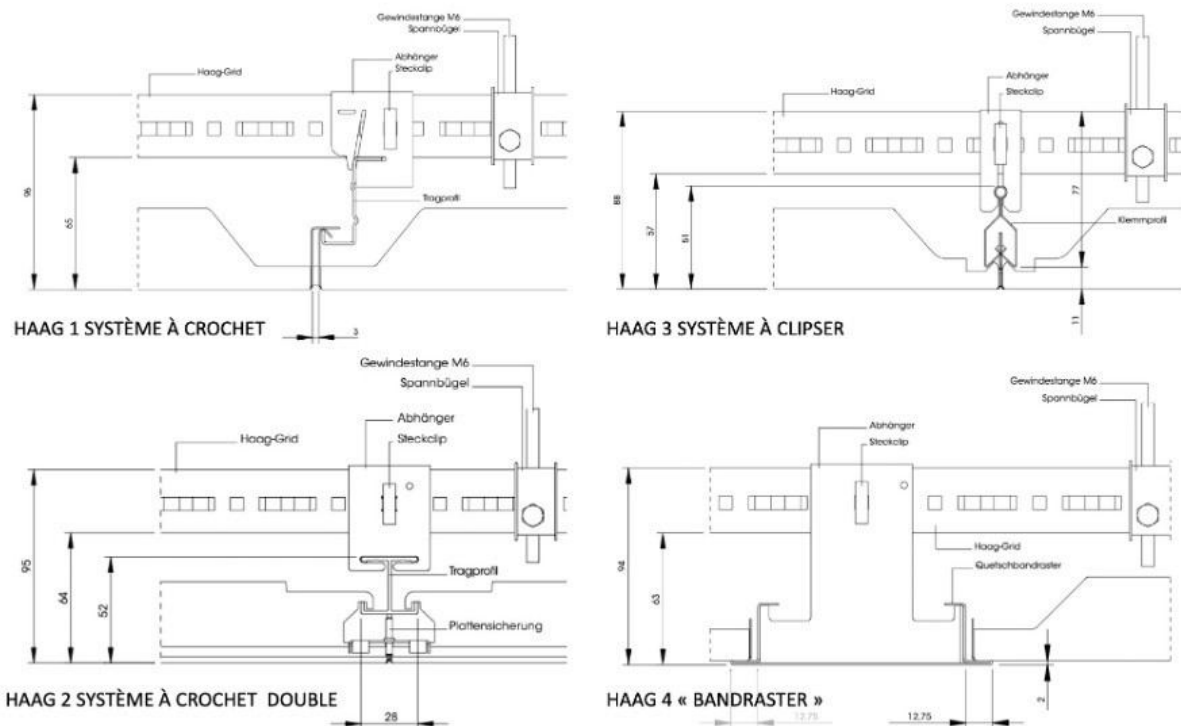 Gewindestange M6
Spannbügel
Abhänger
Steckclip
Haag-Grid
Tragprofil
96
65
3
HAAG 1 SYSTÈME À CROCHET
Gewindestange M6
Spannbügel
Abhänger
Steckclip
Haag-Grid
Klemmprofil
88
57
51
77
11
HAAG 3 SYSTÈME À CLIPSER
Gewindestange M6
Spannbügel
Abhänger
Steckclip
Haag-Grid
Tragprofil
Plattensicherung
95
64
52
28
HAAG 2 SYSTÈME À CROCHET DOUBLE
Gewindestange M6
Spannbügel
Abhänger
Steckclip
Haag-Grid
Quetschbandraster
94
63
2
12.75
12.75
HAAG 4 « BANDRASTER »